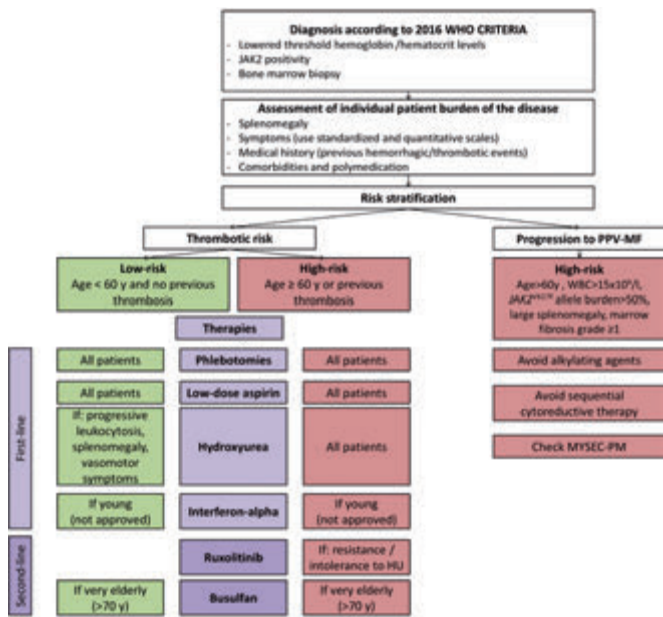 Diagnosis according to 2016 WHO CRITERIA
- Lowered threshold hemoglobin /hematocrit levels
- JAK2 positivity
- Bone marrow biopsy
Assessment of individual patient burden of the disease
- Splenomegaly
- Symptoms (use standardized and quantitative scales)
- Medical history (previous hemorrhagic/thrombotic events)
- Comorbidities and polymedication
Risk stratification
Thrombotic risk
Progression to PPV-MF
Low-risk
Age < 60 y and no previous
thrombosis
High-risk
Age ≥ 60 y or previous
thrombosis
High-risk
Age>60y , WBC>15x10⁹/l,
JAK2 allele burden>50%,
large splenomegaly, marrow
fibrosis grade ≥1
Therapies
First-line
All patients
Phlebotomies
All patients
Avoid alkylating agents
All patients
Low-dose aspirin
All patients
Avoid sequential
cytoreductive therapy
If: progressive
leukocytosis,
splenomegaly,
vasomotor
symptoms
Hydroxyurea
All patients
Check MYSEC-PM
If young
(not approved)
Interferon-alpha
If young
(not approved)
Second-line
Ruxolitinib
If: resistance /
intolerance to HU
If very elderly
(>70 y)
Busulfan
If very elderly
(>70 y)